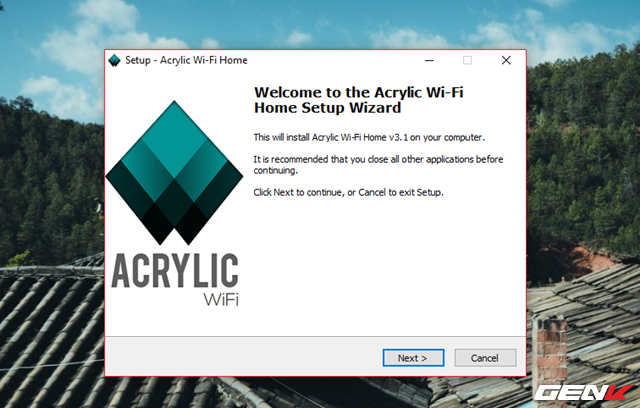 Setup - Acrylic Wi-Fi Home
Welcome to the Acrylic Wi-Fi
Home Setup Wizard
This will install Acrylic Wi-Fi Home v3.1 on your computer.
It is recommended that you close all other applications before
continuing.
Click Next to continue, or Cancel to exit Setup.
ACRYLIC
WiFi
Next >
Cancel
GENK